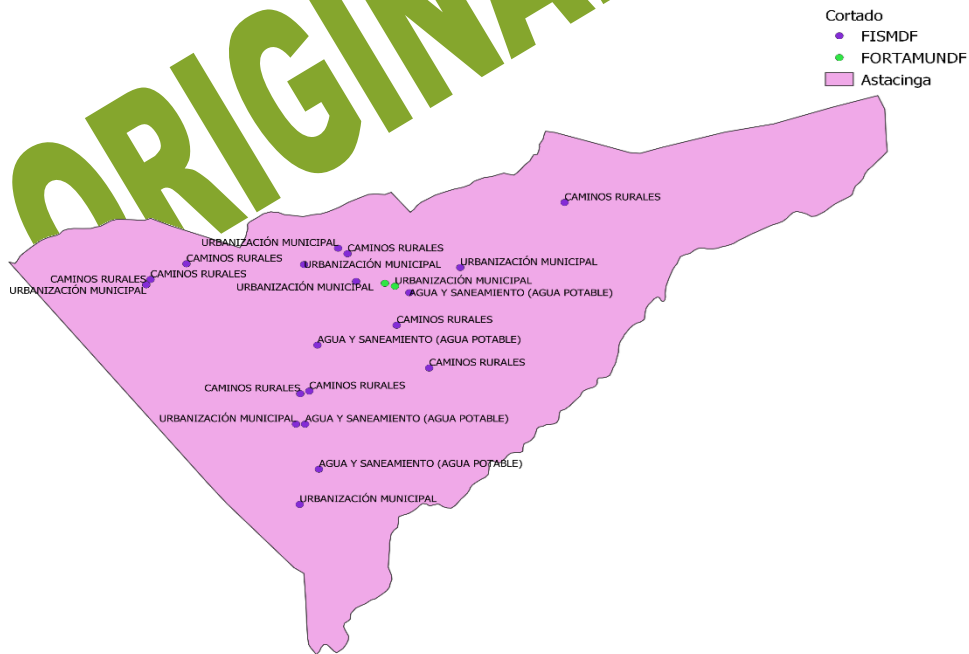 ORIGINA
Cortado
FISMDF
FORTAMUNDF
Astacinga
CAMINOS RURALES
URBANIZACIÓN MUNICIPAL
CAMINOS RURALES
CAMINOS RURALES
URBANIZACIÓN MUNICIPAL
URBANIZACIÓN MUNICIPAL
CAMINOS RURALES
CAMINOS RURALES
URBANIZACIÓN MUNICIPAL
URBANIZACIÓN MUNICIPAL
URBANIZACIÓN MUNICIPAL
AGUA Y SANEAMIENTO (AGUA POTABLE)
CAMINOS RURALES
AGUA Y SANEAMIENTO (AGUA POTABLE)
CAMINOS RURALES
CAMINOS RURALES
CAMINOS RURALES
URBANIZACIÓN MUNICIPAL
AGUA Y SANEAMIENTO (AGUA POTABLE)
AGUA Y SANEAMIENTO (AGUA POTABLE)
URBANIZACIÓN MUNICIPAL